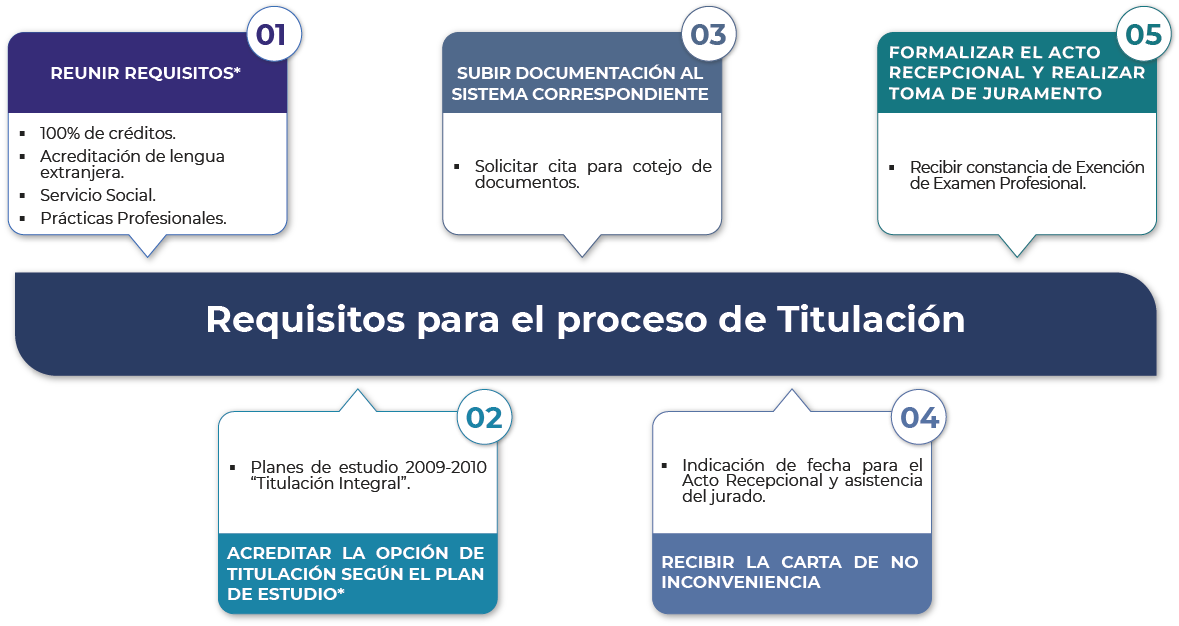 01
REUNIR REQUISITOS*
▪ 100% de créditos.
▪ Acreditación de lengua
extranjera.
▪ Servicio Social.
▪ Prácticas Profesionales.
03
SUBIR DOCUMENTACIÓN AL
SISTEMA CORRESPONDIENTE
▪ Solicitar cita para cotejo de
documentos.
05
FORMALIZAR EL ACTO
RECEPCIONAL Y REALIZAR
TOMA DE JURAMENTO
▪ Recibir constancia de Exención
de Examen Profesional.
Requisitos para el proceso de Titulación
02
▪ Planes de estudio 2009-2010
“Titulación Integral”.
ACREDITAR LA OPCIÓN DE
TITULACIÓN SEGÚN EL PLAN
DE ESTUDIO*
04
▪ Indicación de fecha para el
Acto Recepcional y asistencia
del jurado.
RECIBIR LA CARTA DE NO
INCONVENIENCIA